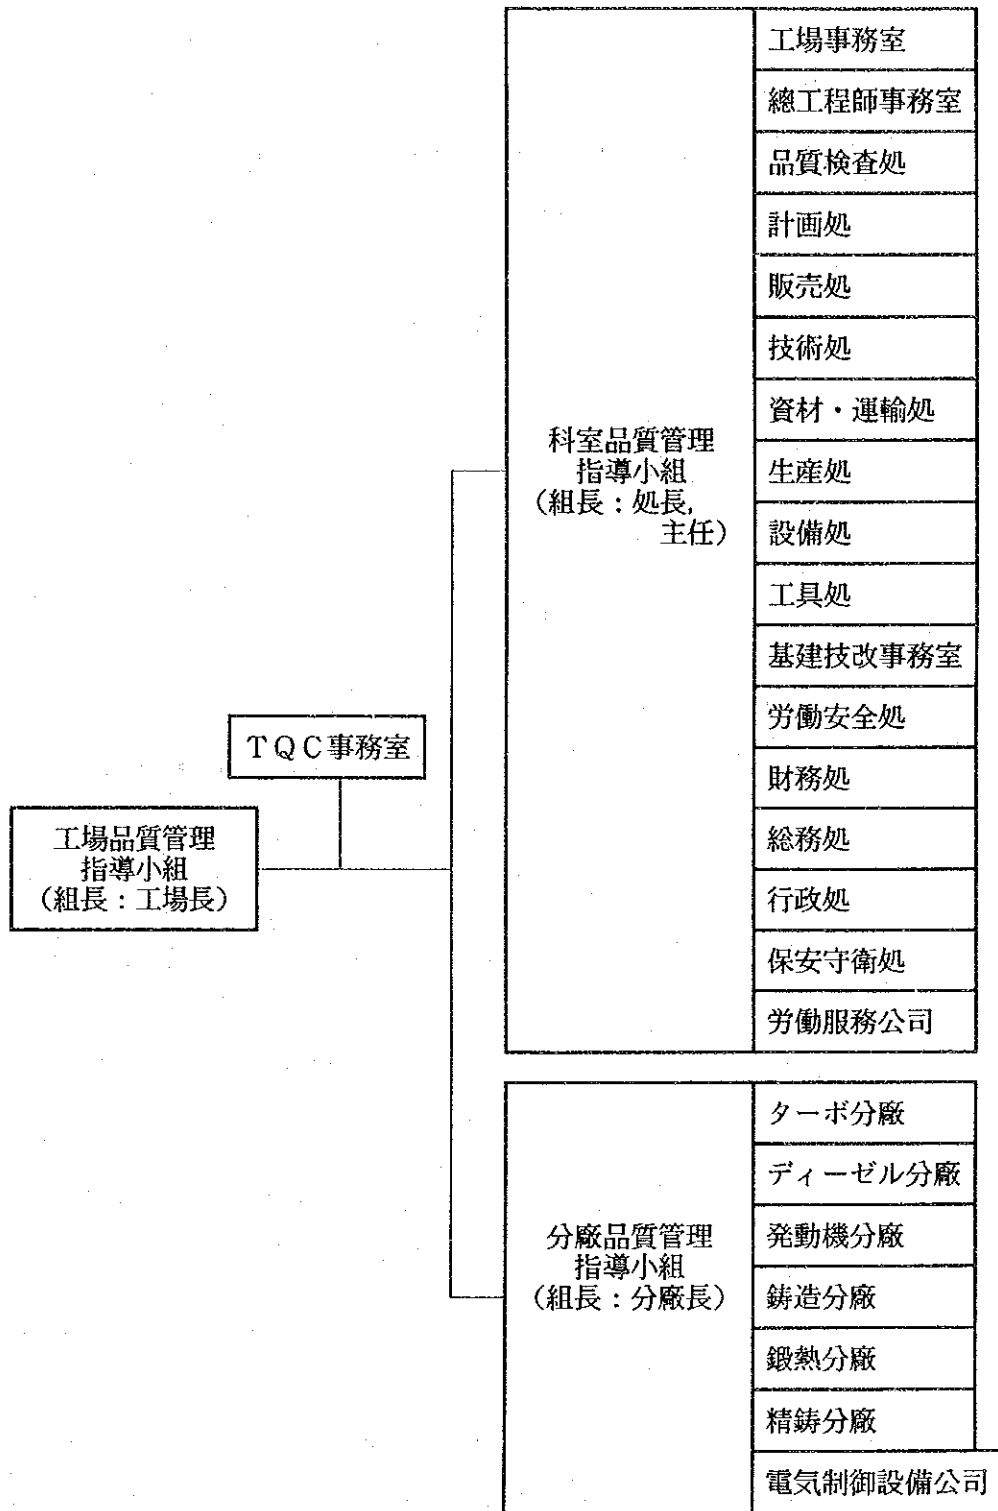 工場品質管理
指導小組
(組長：工場長)
ＴＱＣ事務室
科室品質管理
指導小組
(組長：処長,
主任)
工場事務室
總工程師事務室
品質検査処
計画処
販売処
技術処
資材・運輸処
生産処
設備処
工具処
基建技改事務室
労働安全処
財務処
総務処
行政処
保安守衛処
労働服務公司
分廠品質管理
指導小組
(組長：分廠長)
ターボ分廠
ディーゼル分廠
発動機分廠
鋳造分廠
鍛熱分廠
精鋳分廠
電気制御設備公司